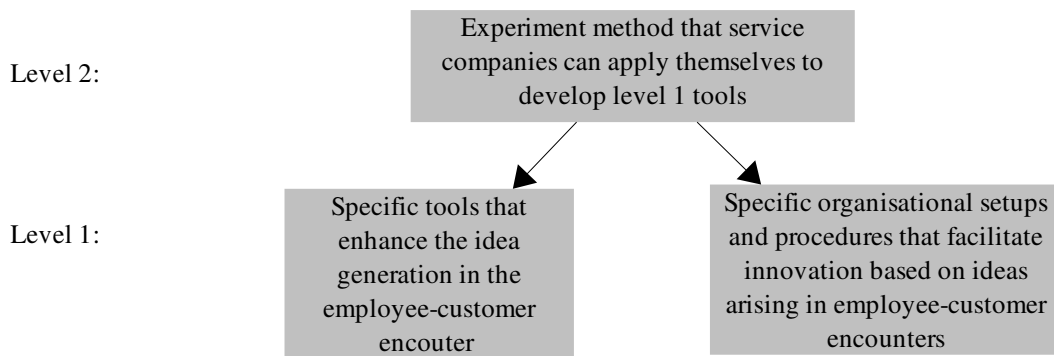 Level 2:
Experiment method that service
companies can apply themselves to
develop level 1 tools
Level 1:
Specific tools that
enhance the idea
generation in the
employee-customer
encouter
Specific organisational setups
and procedures that facilitate
innovation based on ideas
arising in employee-customer
encounters